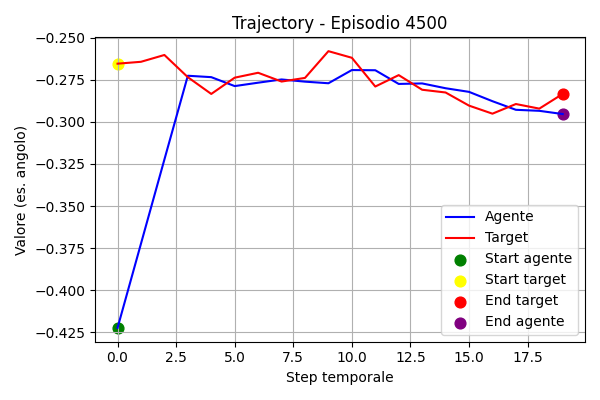 Trajectory - Episodio 4500
Valore (es. angolo)
−0.250
−0.275
−0.300
−0.325
−0.350
−0.375
−0.400
−0.425
Agente
Target
Start agente
Start target
End target
End agente
0.0 2.5 5.0 7.5 10.0 12.5 15.0 17.5
Step temporale